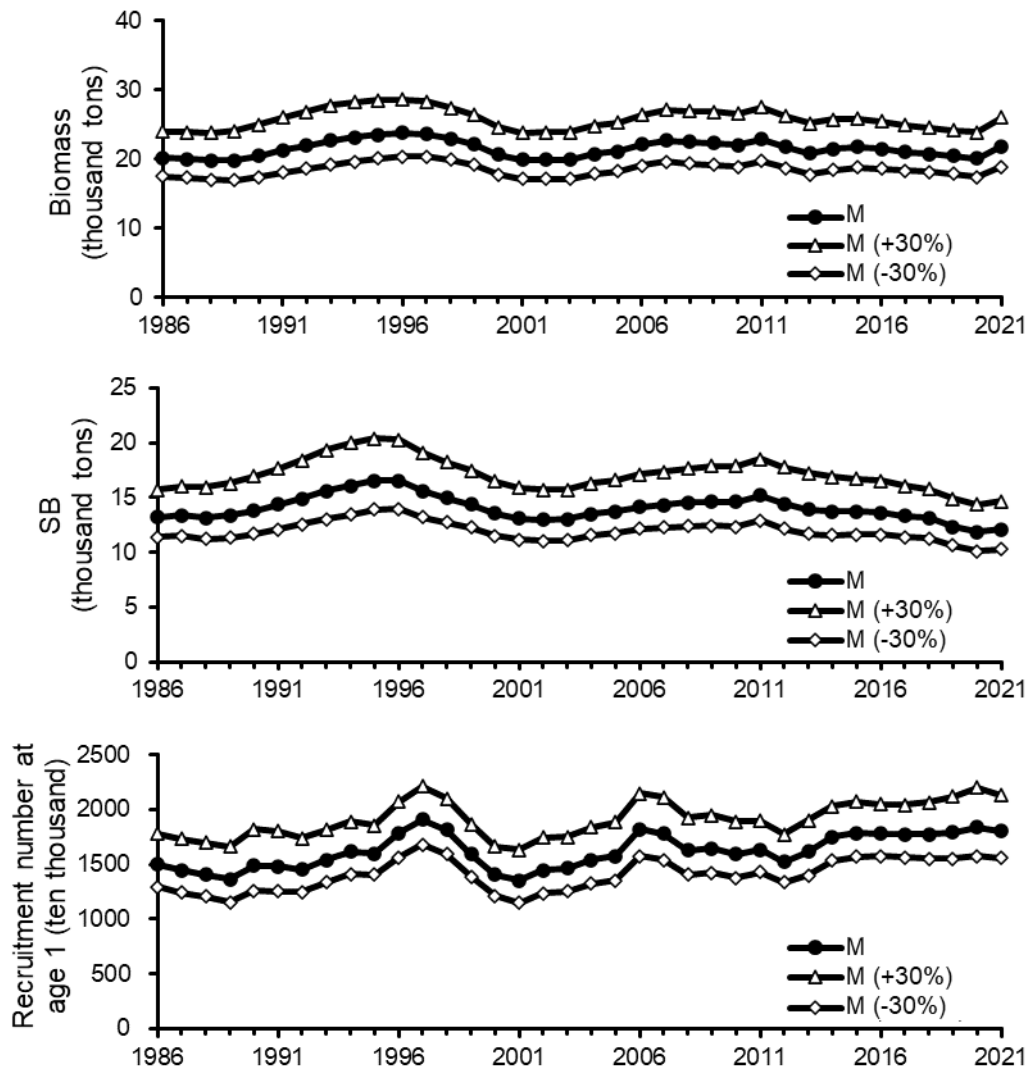 Biomass
(thousand tons)
40
30
20
10
0
M
M (+30%)
M (-30%)
1986 1991 1996 2001 2006 2011 2016 2021
SB
(thousand tons)
25
20
15
10
5
0
M
M (+30%)
M (-30%)
1986 1991 1996 2001 2006 2011 2016 2021
Recruitment number at
age 1 (ten thousand)
2500
2000
1500
1000
500
0
M
M (+30%)
M (-30%)
1986 1991 1996 2001 2006 2011 2016 2021